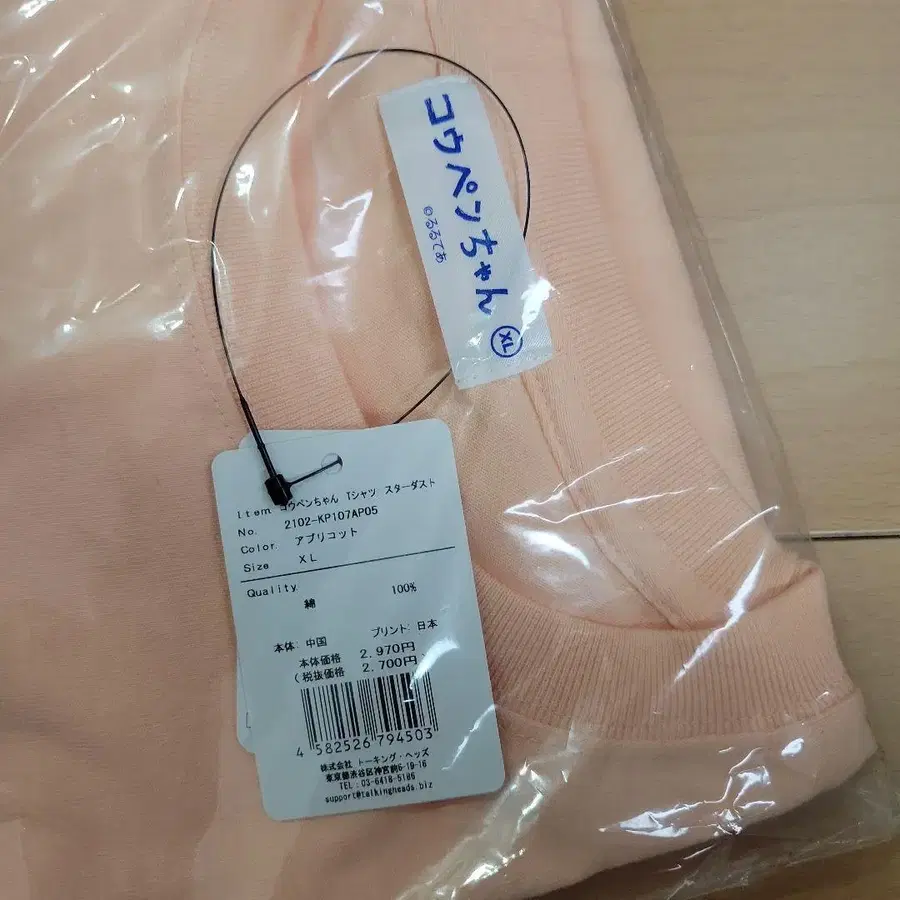 コウペンちゃん
©るるてあ
XL
Item コウペンちゃん Tシャツ スターダスト
No. 2102-KP107AP05
Color. アプリコット
Size XL
Quality.
綿 100%
本体: 中国 プリント: 日本
本体価格 2,970円
(税抜価格 2,700円)
4 582526 794503
株式会社 トーキング・ヘッズ
東京都渋谷区神宮前6-19-16
TEL：03-6418-5186
support@talkingheads.biz
L